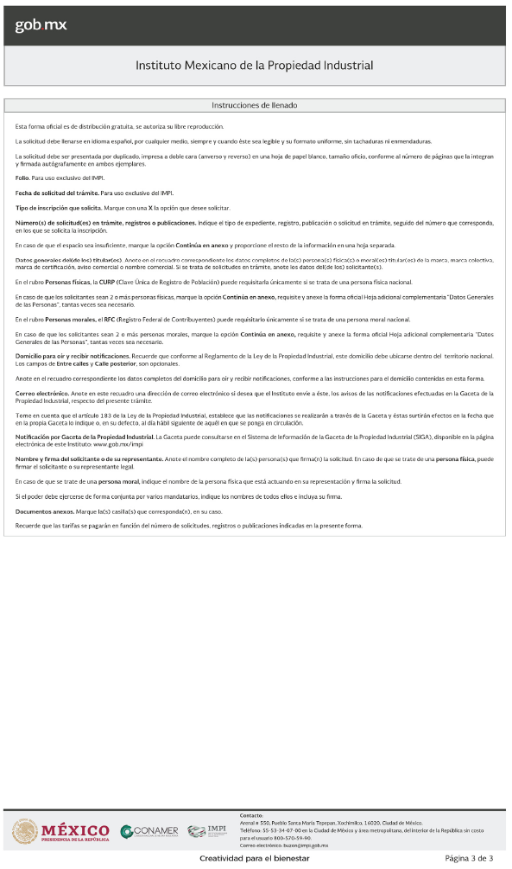 gob.mx
Instituto Mexicano de la Propiedad Industrial
Instrucciones de llenado
Esta forma oficial es de distribución gratuita, se autoriza su libre reproducción.
La solicitud debe llenarse en idioma español, por cualquier medio, siempre y cuando éste sea legible y su formato uniforme, sin tachaduras ni enmendaduras.
La solicitud debe ser presentada por duplicado, impresa a doble cara (anverso y reverso) en una hoja de papel blanco, tamaño oficio, conforme al número de páginas que la integran
y firmada autógrafamente en ambos ejemplares.
Folio. Para uso exclusivo del IMPI.
Fecha de solicitud del trámite. Para uso exclusivo del IMPI.
Tipo de inscripción que solicita. Marque con una X la opción que desee solicitar.
Número(s) de solicitud(es) en trámite, registros o publicaciones. Indique el tipo de expediente, registro, publicación o solicitud en trámite, seguido del número que corresponda,
en los que se solicita la inscripción.
En caso de que el espacio sea insuficiente, marque la opción Continúa en anexo y proporcione el resto de la información en una hoja separada.
Datos generales del(de los) titular(es). Anote en el recuadro correspondiente los datos completos de la(s) persona(s) física(s) o moral(es) titular(es) de la marca, marca colectiva,
marca de certificación, aviso comercial o nombre comercial. Si se trata de solicitudes en trámite, anote los datos del(de los) solicitante(s).
En el rubro Personas físicas, la CURP (Clave Única de Registro de Población) puede requisitarla únicamente si se trata de una persona física nacional.
En caso de que los solicitantes sean 2 o más personas físicas, marque la opción Continúa en anexo, requisite y anexe la forma oficial Hoja adicional complementaria "Datos Generales
de las Personas", tantas veces sea necesario.
En el rubro Personas morales, el RFC (Registro Federal de Contribuyentes) puede requisitarlo únicamente si se trata de una persona moral nacional.
En caso de que los solicitantes sean 2 o más personas morales, marque la opción Continúa en anexo, requisite y anexe la forma oficial Hoja adicional complementaria "Datos
Generales de las Personas", tantas veces sea necesario.
Domicilio para oír y recibir notificaciones. Recuerde que conforme al Reglamento de la Ley de la Propiedad Industrial, este domicilio debe ubicarse dentro del territorio nacional.
Los campos de Entre calles y Calle posterior, son opcionales.
Anote en el recuadro correspondiente los datos completos del domicilio para oír y recibir notificaciones, conforme a las instrucciones para el domicilio contenidas en esta forma.
Correo electrónico. Anote en este recuadro una dirección de correo electrónico si desea que el Instituto envíe a éste, los avisos de las notificaciones efectuadas en la Gaceta de la
Propiedad Industrial, respecto del presente trámite.
Tome en cuenta que el artículo 183 de la Ley de la Propiedad Industrial, establece que las notificaciones se realizarán a través de la Gaceta y éstas surtirán efectos en la fecha que
en la propia Gaceta lo indique o, en su defecto, al día hábil siguiente de aquél en que se ponga en circulación.
Notificación por Gaceta de la Propiedad Industrial. La Gaceta puede consultarse en el Sistema de Información de la Gaceta de la Propiedad Industrial (SIGA), disponible en la página
electrónica de este Instituto: www.gob.mx/impi
Nombre y firma del solicitante o de su representante. Anote el nombre completo de la(s) persona(s) que firma(n) la solicitud. En caso de que se trate de una persona física, puede
firmar el solicitante o su representante legal.
En caso de que se trate de una persona moral, indique el nombre de la persona física que está actuando en su representación y firma la solicitud.
Si el poder debe ejercerse de forma conjunta por varios mandatarios, indique los nombres de todos ellos e incluya su firma.
Documentos anexos. Marque la(s) casilla(s) que corresponda(n), en su caso.
Recuerde que las tarifas se pagarán en función del número de solicitudes, registros o publicaciones indicadas en la presente forma.
MÉXICO
PRESIDENCIA DE LA REPÚBLICA
CONAMER
IMPI
Contacto:
Arenal # 550, Pueblo Santa María Tepepan, Xochimilco, 16020, Ciudad de México.
Teléfono: 55-53-34-07-00 en la Ciudad de México y área metropolitana, del interior de la República sin costo
para el usuario 800-570-59-90.
Correo electrónico: buzon@impi.gob.mx
Creatividad para el bienestar
Página 3 de 3